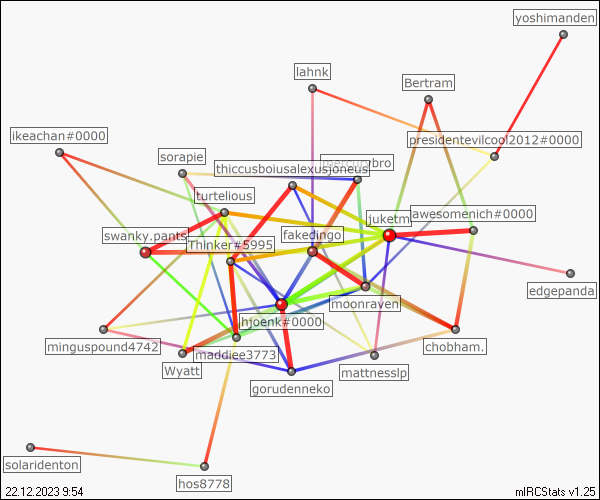 yoshimanden
lahnk
Bertram
ikeachan#0000
presidentevilcool2012#0000
sorapie
mercurybro
thiccusboiusalexusjoneus
turtelious
juketm
awesomenich#0000
swanky.pants
fakedingo
Thinker#5995
edgepanda
moonraven
hjoenk#0000
minguspound4742
maddiee3773
chobham.
Wyatt
mattnesslp
gorudenneko
solaridenton
hos8778
22.12.2023 9:54
mIRCStats v1.25